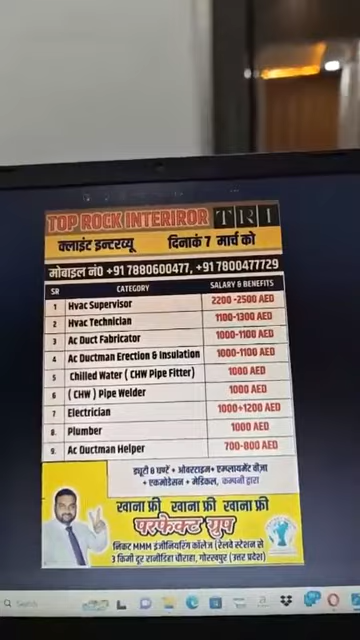 TOP ROCK INTERIROR TRI
क्लाइंट इन्टरव्यू दिनाकं 7 मार्च को
मोबाइल नं0 +91 7880600477, +91 7800477729
SR CATEGORY SALARY & BENEFITS
1 Hvac Supervisor 2200 -2500 AED
2 Hvac Technician 1100-1300 AED
3 Ac Duct Fabricator 1000-1100 AED
4 Ac Ductman Erection & Insulation 1000-1100 AED
5 Chilled Water ( CHW Pipe Fitter) 1000 AED
6 ( CHW ) Pipe Welder 1000 AED
7 Electrician 1000+1200 AED
8. Plumber 1000 AED
9. Ac Ductman Helper 700-800 AED
ड्यूटी 8 घण्टें + ओवरटाइम+ एम्प्लायमेंट वीजा
+ एकमोडेसन + मेडिकल, कम्पनी द्वारा
खाना फ्री खाना फ्री खाना फ्री
परफेक्ट ग्रुप
निकट MMM इंजीनियरिंग कॉलेज (रेलवे स्टेशन से
3 किमी दूर रानीडिहा चौराहा, गोरखपुर (उत्तर प्रदेश)
Search